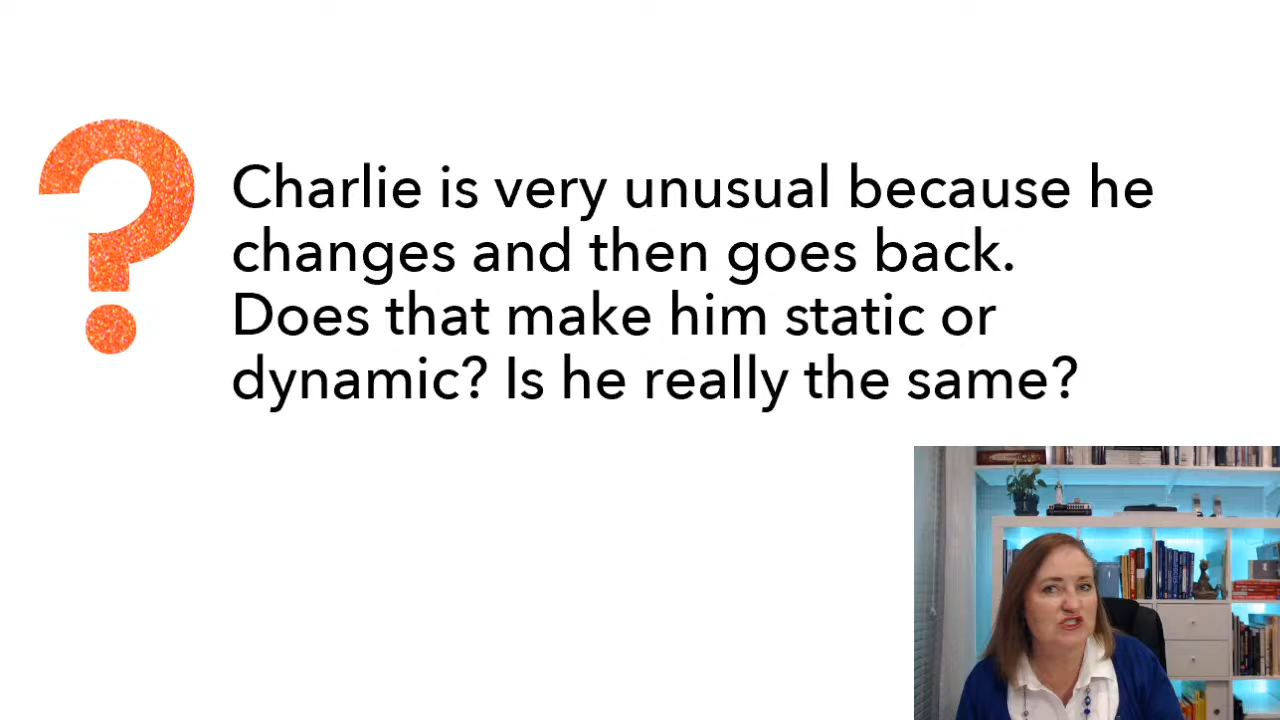 ?
Charlie is very unusual because he
changes and then goes back.
Does that make him static or
dynamic? Is he really the same?